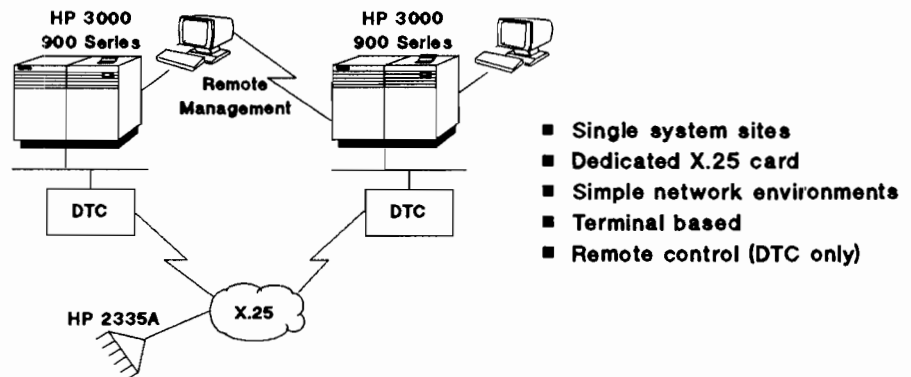 HP 3000
900 Series
HP 3000
900 Series
Remote
Management
DTC
DTC
X.25
HP 2335A
■ Single system sites
■ Dedicated X.25 card
■ Simple network environments
■ Terminal based
■ Remote control (DTC only)